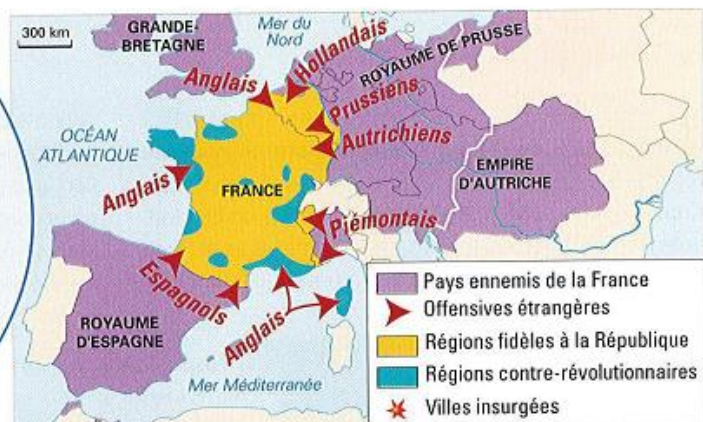 300 km
GRANDE-
BRETAGNE
Mer du
Nord
Hollandais
ROYAUME DE PRUSSE
Anglais
Prussiens
Autrichiens
OCÉAN
ATLANTIQUE
EMPIRE
D'AUTRICHE
Anglais
FRANCE
Piémontais
Espagnols
ROYAUME
D'ESPAGNE
Anglais
Mer Méditerranée
Pays ennemis de la France
Offensives étrangères
Régions fidèles à la République
Régions contre-révolutionnaires
Villes insurgées